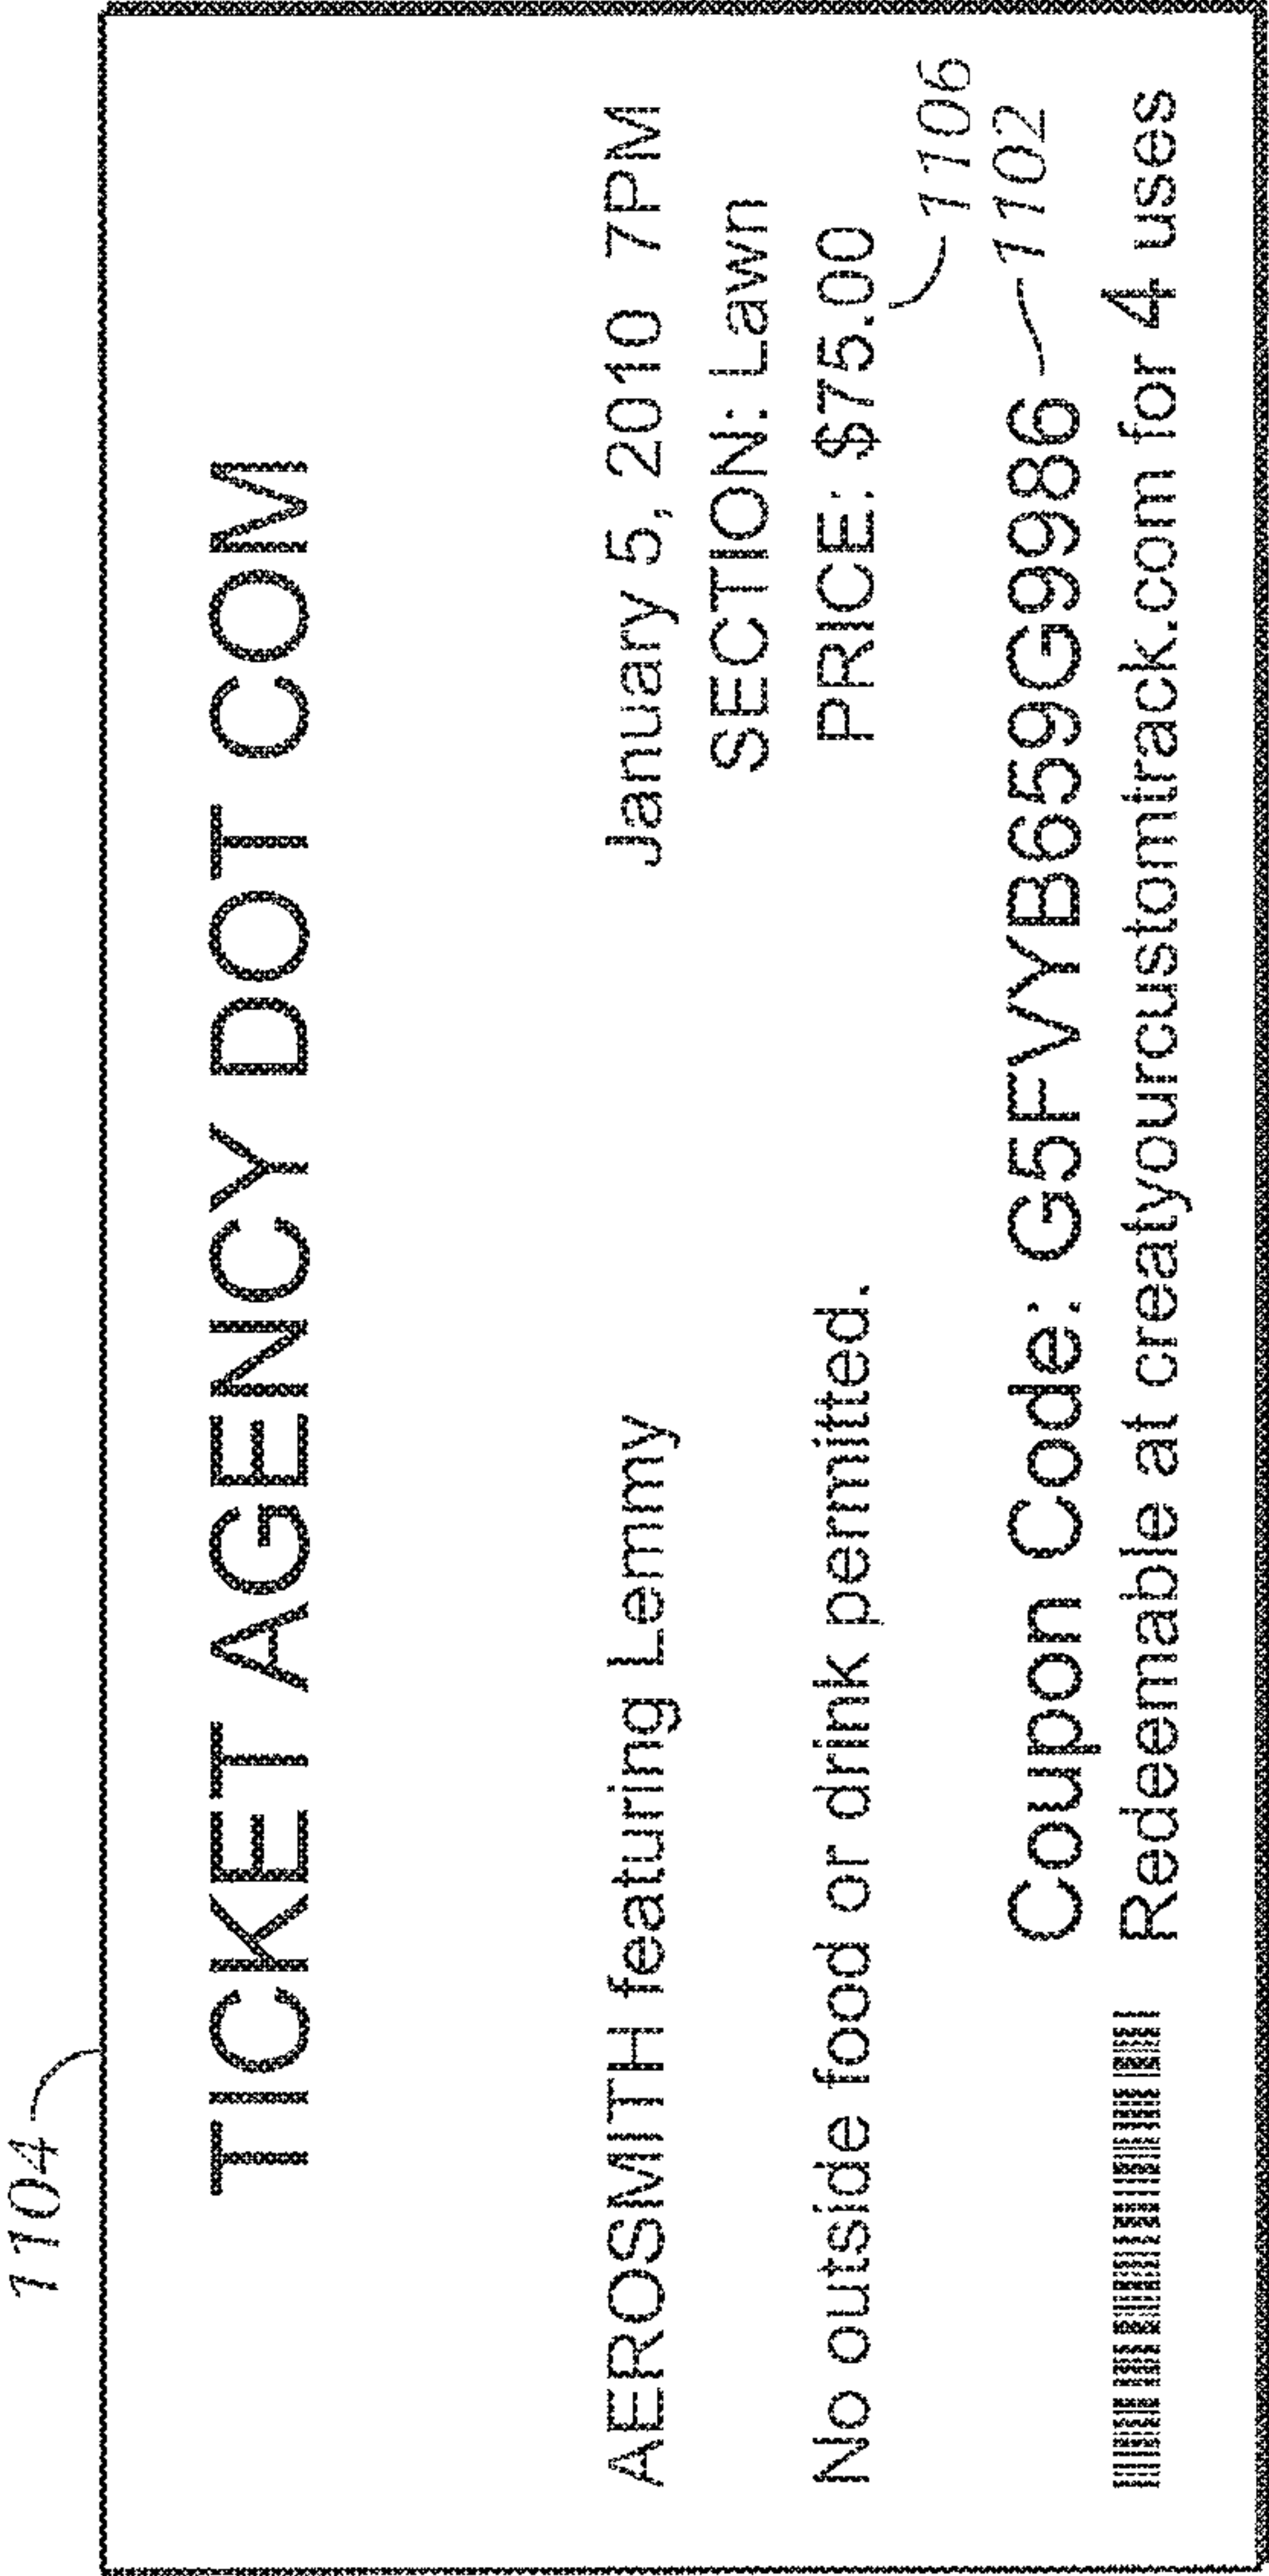 1104
TICKET AGENCY DOT COM
AEROSMITH featuring Lemmy January 5, 2010 7PM
SECTION: Lawn
No outside food or drink permitted. PRICE: $75.00
1106
Coupon Code: G5FVYB659G9986 1102
Redeemable at creatyourcustomtrack.com for 4 uses